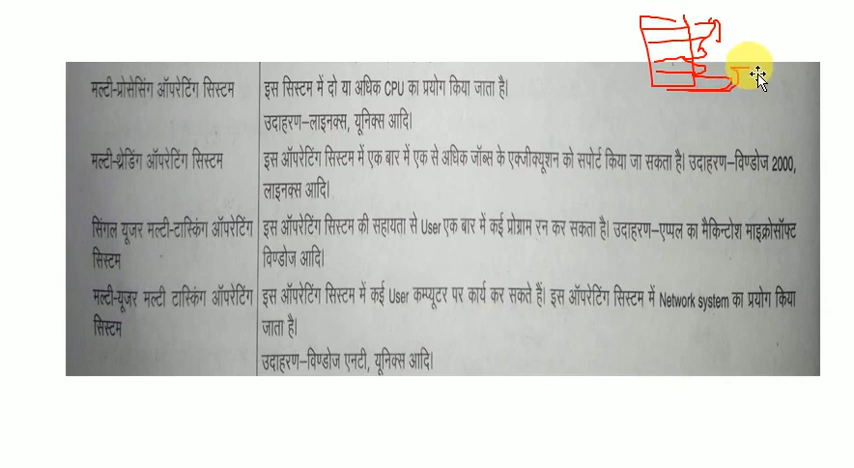 मल्टी-प्रोसेसिंग ऑपरेटिंग सिस्टम इस सिस्टम में दो या अधिक CPU का प्रयोग किया जाता है।
उदाहरण–लाइनक्स, यूनिक्स आदि।
मल्टी-थ्रेडिंग ऑपरेटिंग सिस्टम इस ऑपरेटिंग सिस्टम में एक बार में एक से अधिक जॉब्स के एक्जीक्यूशन को सपोर्ट किया जा सकता है। उदाहरण–विण्डोज 2000,
लाइनक्स आदि।
सिंगल यूजर मल्टी-टास्किंग ऑपरेटिंग इस ऑपरेटिंग सिस्टम की सहायता से User एक बार में कई प्रोग्राम रन कर सकता है। उदाहरण–एप्पल का मैकिन्टोश माइक्रोसॉफ्ट
सिस्टम विण्डोज आदि।
मल्टी-यूजर मल्टी टास्किंग ऑपरेटिंग इस ऑपरेटिंग सिस्टम में कई User कम्प्यूटर पर कार्य कर सकते हैं। इस ऑपरेटिंग सिस्टम में Network system का प्रयोग किया
सिस्टम जाता है।
उदाहरण–विण्डोज एनटी, यूनिक्स आदि।